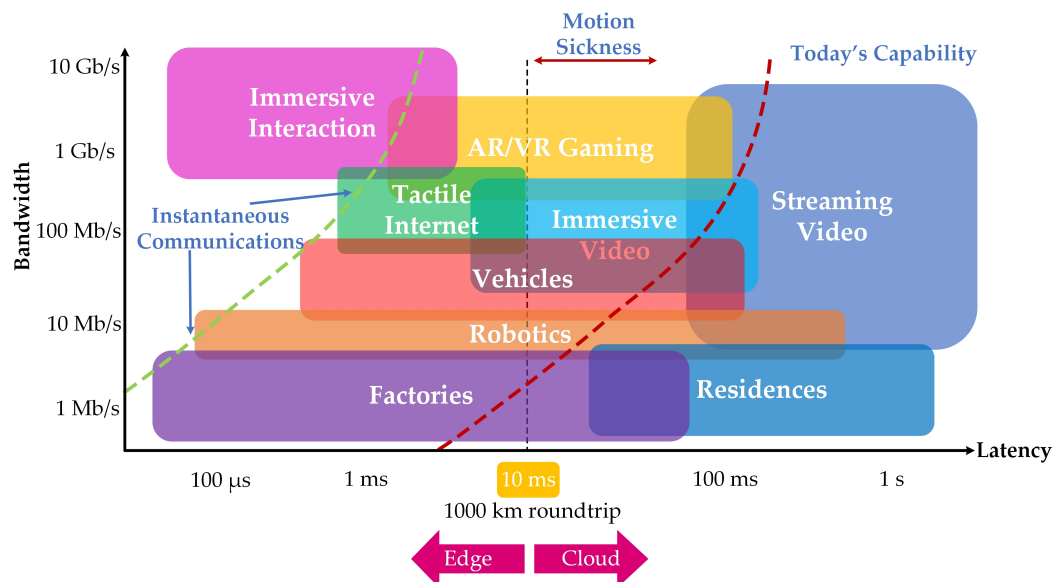 Motion
Sickness
Today's Capability
10 Gb/s
Immersive
Interaction
1 Gb/s
AR/VR Gaming
Bandwidth
Tactile
Internet
Streaming
Video
Instantaneous
Communications
100 Mb/s
Immersive
Video
Vehicles
10 Mb/s
Robotics
Factories
Residences
1 Mb/s
Latency
100 µs
1 ms
10 ms
100 ms
1 s
1000 km roundtrip
Edge
Cloud